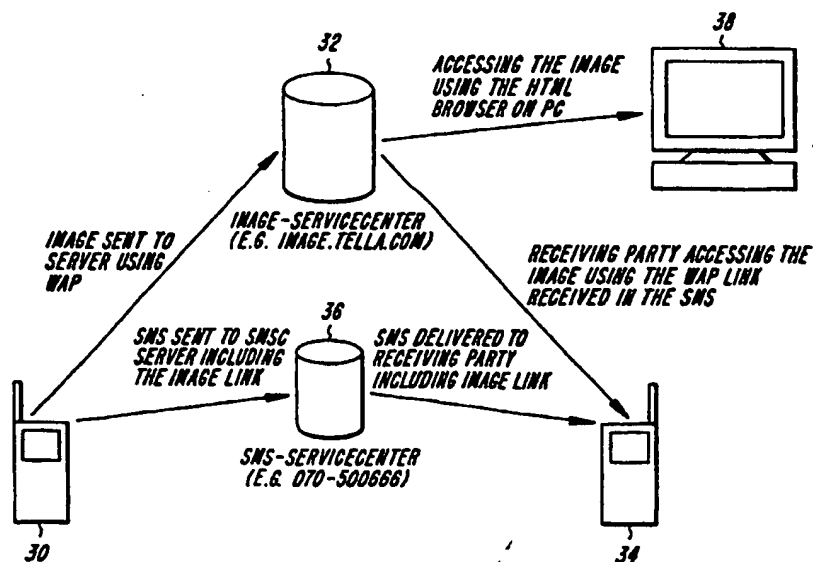 32
38
ACCESSING THE IMAGE
USING THE HTML
BROWSER ON PC
IMAGE-SERVICECENTER
(E.G. IMAGE.TELLA.COM)
IMAGE SENT TO
SERVER USING
WAP
RECEIVING PARTY ACCESSING THE
IMAGE USING THE WAP LINK
RECEIVED IN THE SMS
36
SMS SENT TO SMSC
SERVER INCLUDING
THE IMAGE LINK
SMS DELIVERED TO
RECEIVING PARTY
INCLUDING IMAGE LINK
SMS-SERVICECENTER
(E.G. 070-500666)
30
34